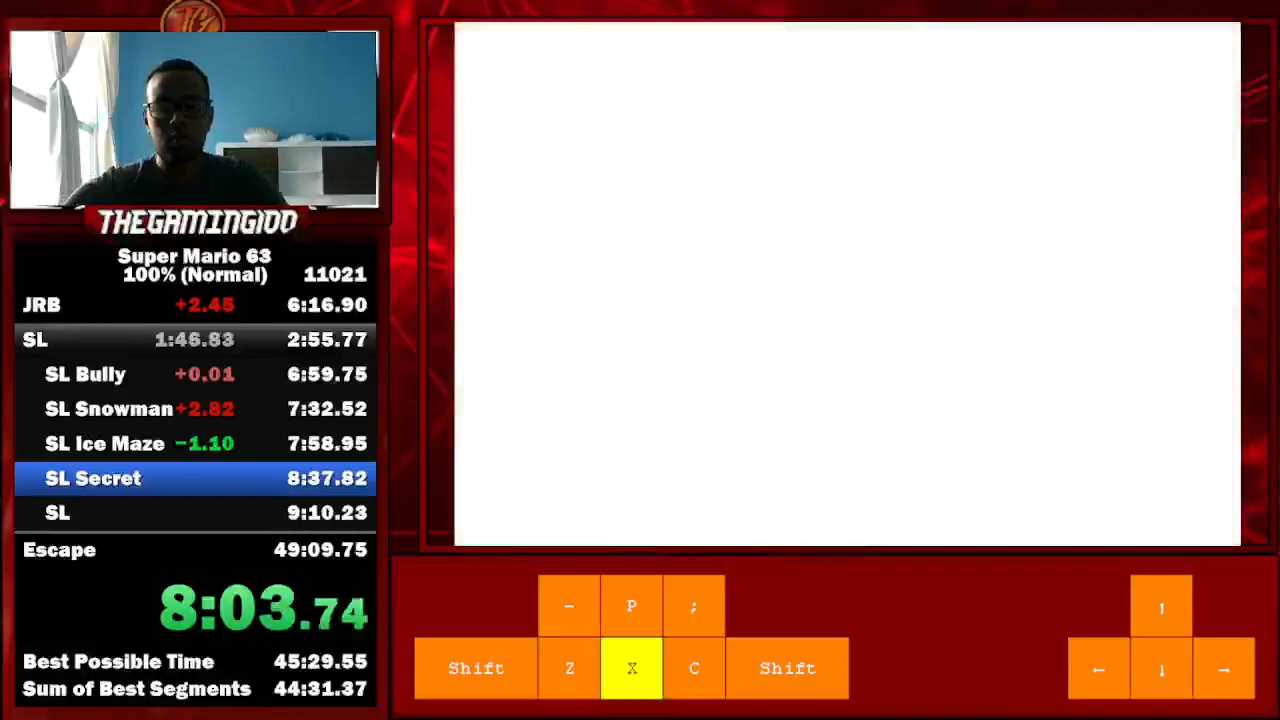 TG
THEGAMING100
Super Mario 63
100% (Normal) 11021
JRB +2.45 6:16.90
SL 1:46.83 2:55.77
SL Bully +0.01 6:59.75
SL Snowman +2.82 7:32.52
SL Ice Maze −1.10 7:58.95
SL Secret 8:37.82
SL 9:10.23
Escape 49:09.75
8:03.74
Best Possible Time 45:29.55
Sum of Best Segments 44:31.37
- P ; ↑
Shift Z X C Shift ← ↓ →